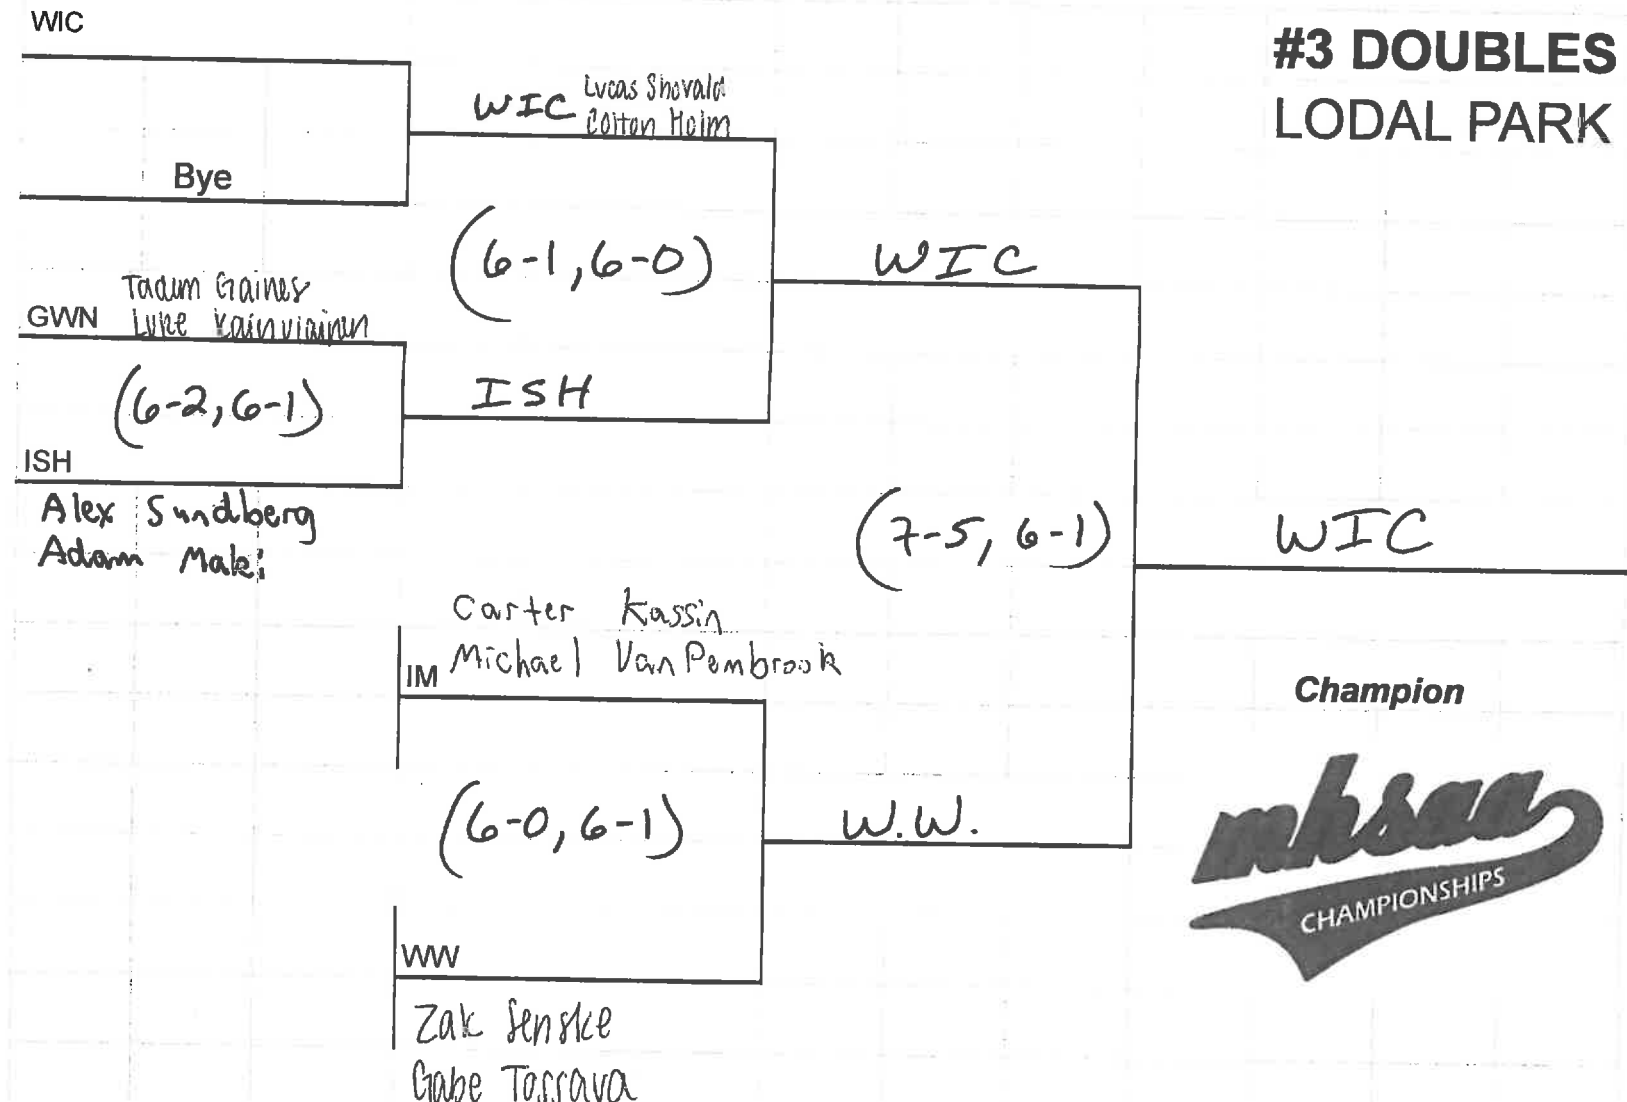 WIC
#3 DOUBLES
LODAL PARK
WIC Lucas Shovald
Colton Holm
Bye
(6-1, 6-0)
WIC
Gaines
GWN Luke Kainviainen
(6-2, 6-1)
ISH
ISH
Alex Sundberg
Adam Maki
(7-5, 6-1)
WIC
Carter Kassin
IM Michael VanPembrook
Champion
(6-0, 6-1)
W.W.
mhsaa
CHAMPIONSHIPS
WW
Zak Senske
Gabe Tossava